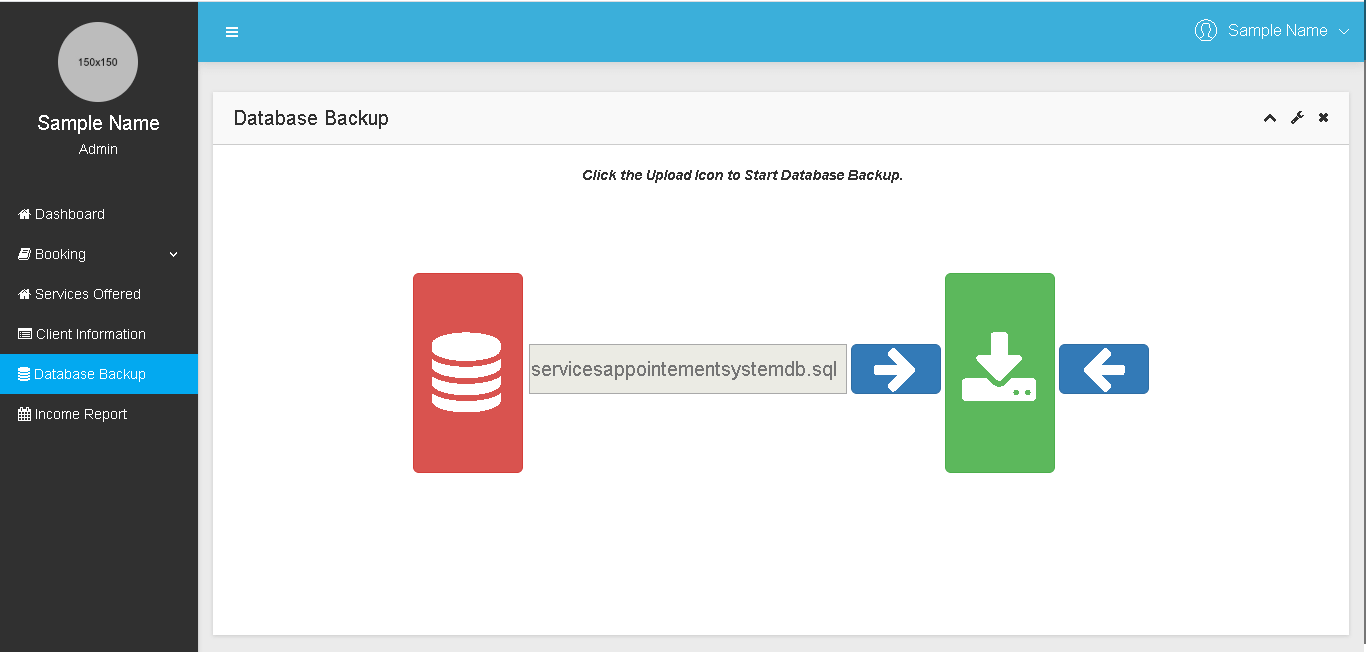 150x150
Sample Name
Admin
Dashboard
Booking
Services Offered
Client Information
Database Backup
Income Report
Sample Name
Database Backup
Click the Upload Icon to Start Database Backup.
servicesappointementsystemdb.sql